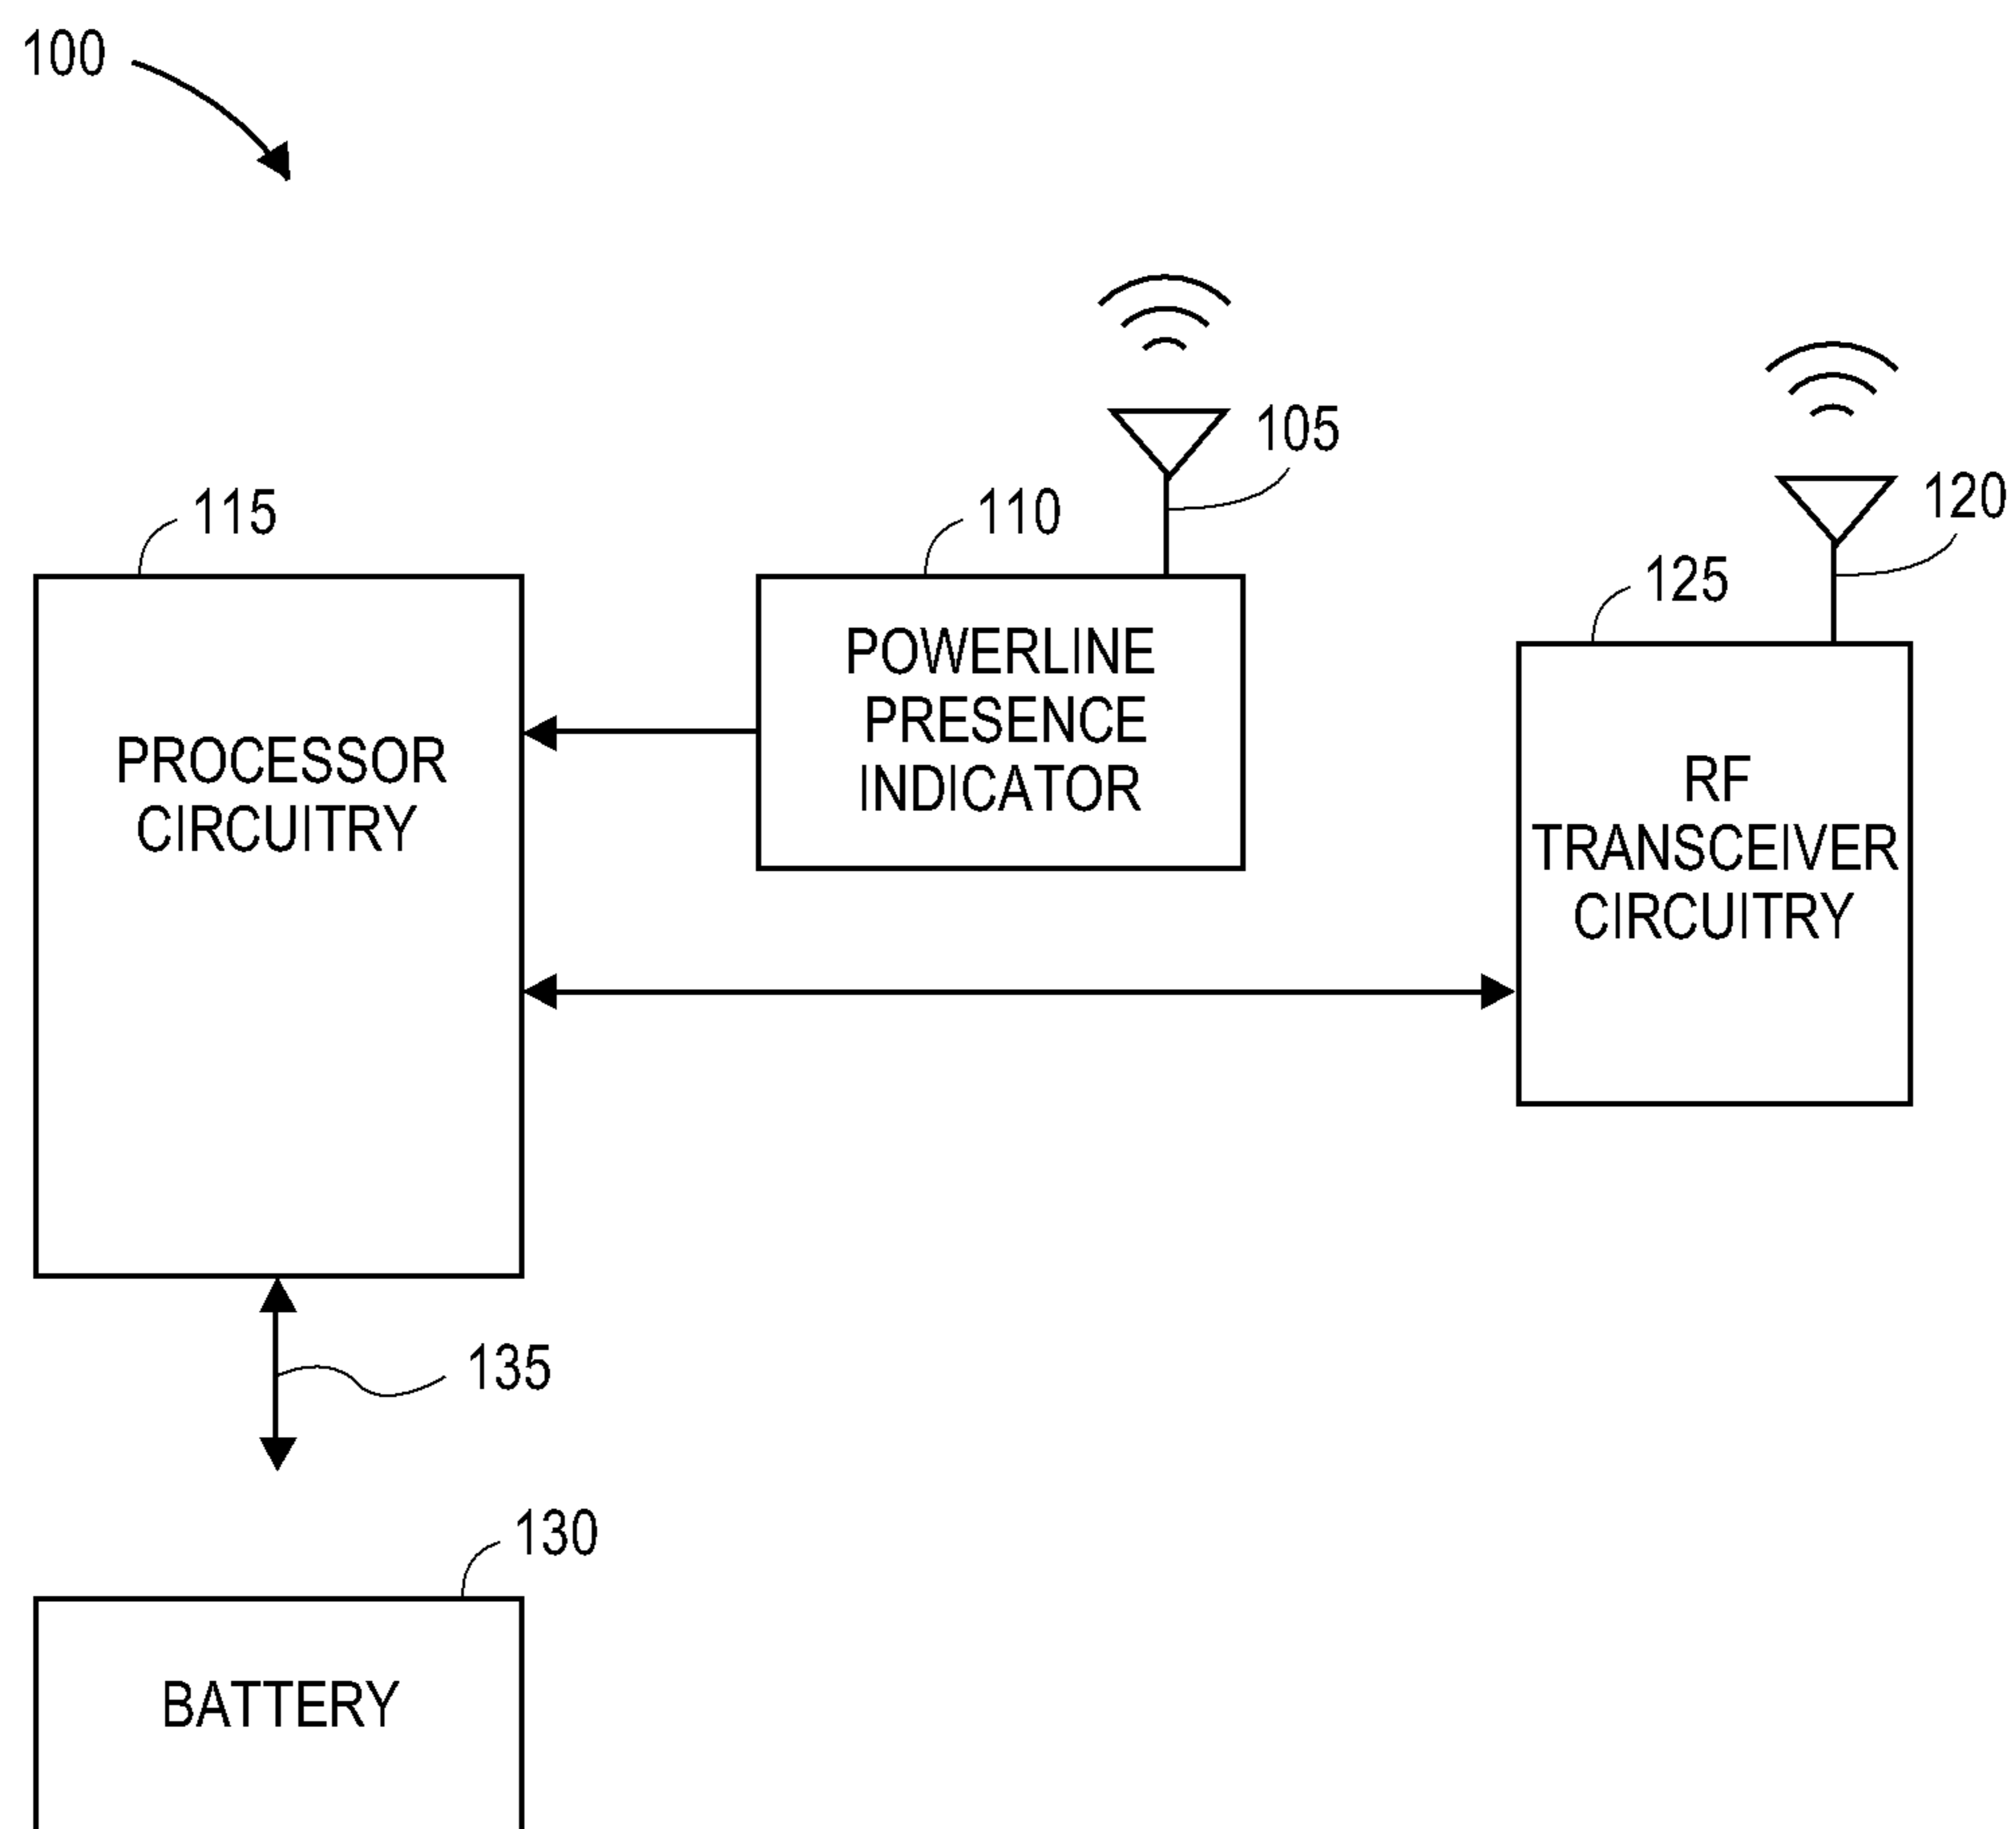 100
105
120
115
110
125
POWERLINE
PRESENCE
INDICATOR
PROCESSOR
CIRCUITRY
RF
TRANSCEIVER
CIRCUITRY
135
130
BATTERY